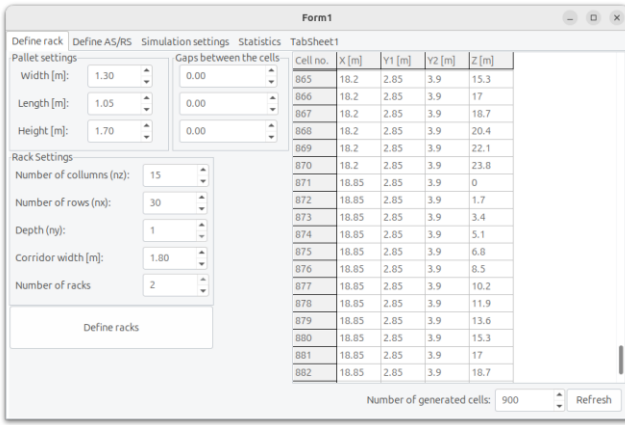 Form1
Define rack Define AS/RS Simulation settings Statistics TabSheet1
Pallet settings Gaps between the cells
Width [m]: 1.30 0.00
Length [m]: 1.05 0.00
Height [m]: 1.70 0.00
Rack Settings
Number of collumns (nz): 15
Number of rows (nx): 30
Depth (ny): 1
Corridor width [m]: 1.80
Number of racks 2
Define racks
Cell no. X [m] Y1 [m] Y2 [m] Z [m]
865 18.2 2.85 3.9 15.3
866 18.2 2.85 3.9 17
867 18.2 2.85 3.9 18.7
868 18.2 2.85 3.9 20.4
869 18.2 2.85 3.9 22.1
870 18.2 2.85 3.9 23.8
871 18.85 2.85 3.9 0
872 18.85 2.85 3.9 1.7
873 18.85 2.85 3.9 3.4
874 18.85 2.85 3.9 5.1
875 18.85 2.85 3.9 6.8
876 18.85 2.85 3.9 8.5
877 18.85 2.85 3.9 10.2
878 18.85 2.85 3.9 11.9
879 18.85 2.85 3.9 13.6
880 18.85 2.85 3.9 15.3
881 18.85 2.85 3.9 17
882 18.85 2.85 3.9 18.7
Number of generated cells: 900 Refresh